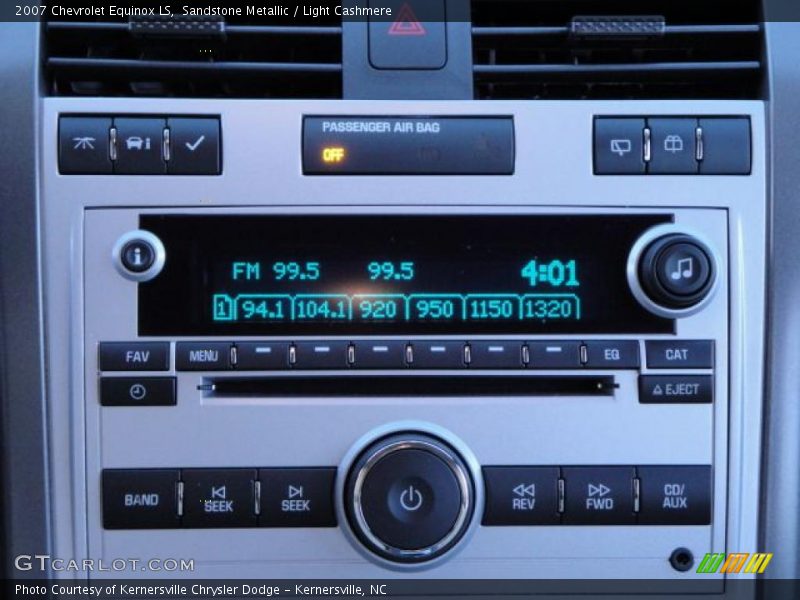 2007 Chevrolet Equinox LS, Sandstone Metallic / Light Cashmere
PASSENGER AIR BAG
OFF
i
FM 99.5 99.5 4:01
1 94.1 104.1 920 950 1150 1320
FAV MENU EQ CAT
EJECT
BAND SEEK SEEK REV FWD CD/
AUX
GTCARLOT.COM
Photo Courtesy of Kernersville Chrysler Dodge - Kernersville, NC